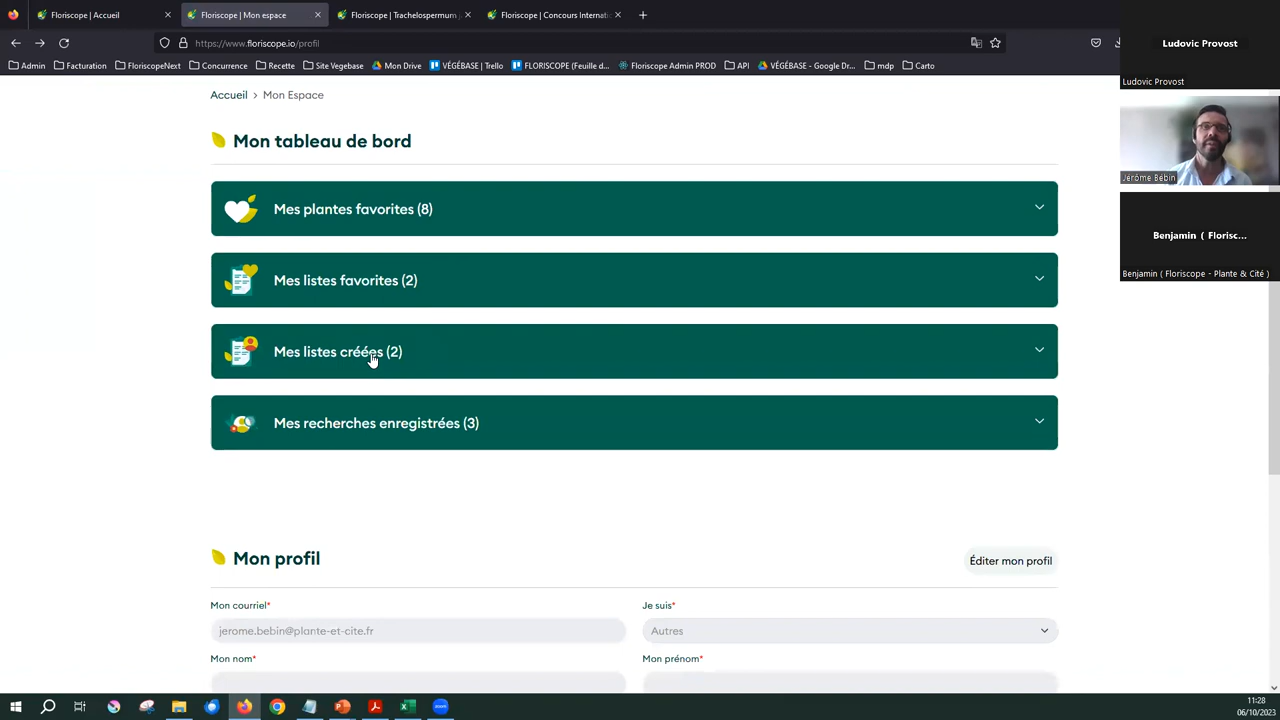 Floriscope | Accueil
Floriscope | Mon espace
Floriscope | Trachelospermum j
Floriscope | Concours Internati
https://www.floriscope.io/profil
Admin
Facturation
FloriscopeNext
Concurrence
Recette
Site Vegebase
Mon Drive
VÉGÉBASE | Trello
FLORISCOPE (Feuille d...
Floriscope Admin PROD
API
VÉGÉBASE - Google Dr...
mdp
Carto
Ludovic Provost
Ludovic Provost
Jerôme Bébin
Benjamin ( Florisc...
Benjamin ( Floriscope - Plante & Cité )
Accueil > Mon Espace
Mon tableau de bord
Mes plantes favorites (8)
Mes listes favorites (2)
Mes listes créées (2)
Mes recherches enregistrées (3)
Mon profil
Éditer mon profil
Mon courriel*
Je suis*
jerome.bebin@plante-et-cite.fr
Autres
Mon nom*
Mon prénom*
11:28
06/10/2023